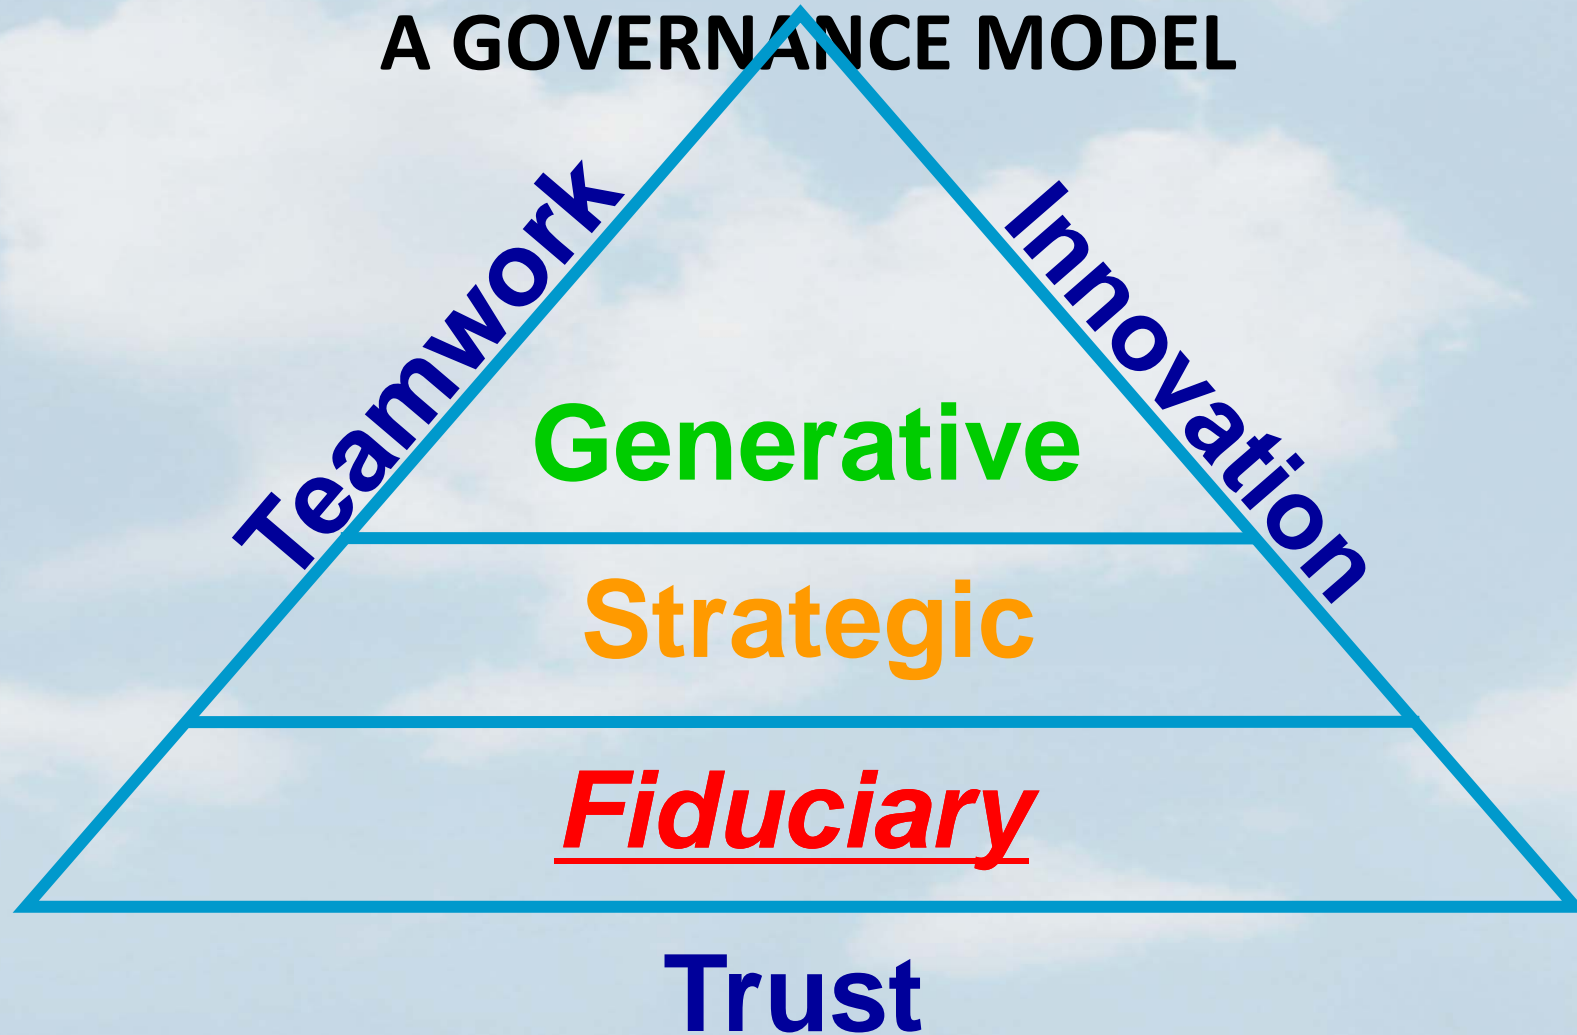 A GOVERNANCE MODEL
Teamwork
Innovation
Generative
Strategic
Fiduciary
Trust